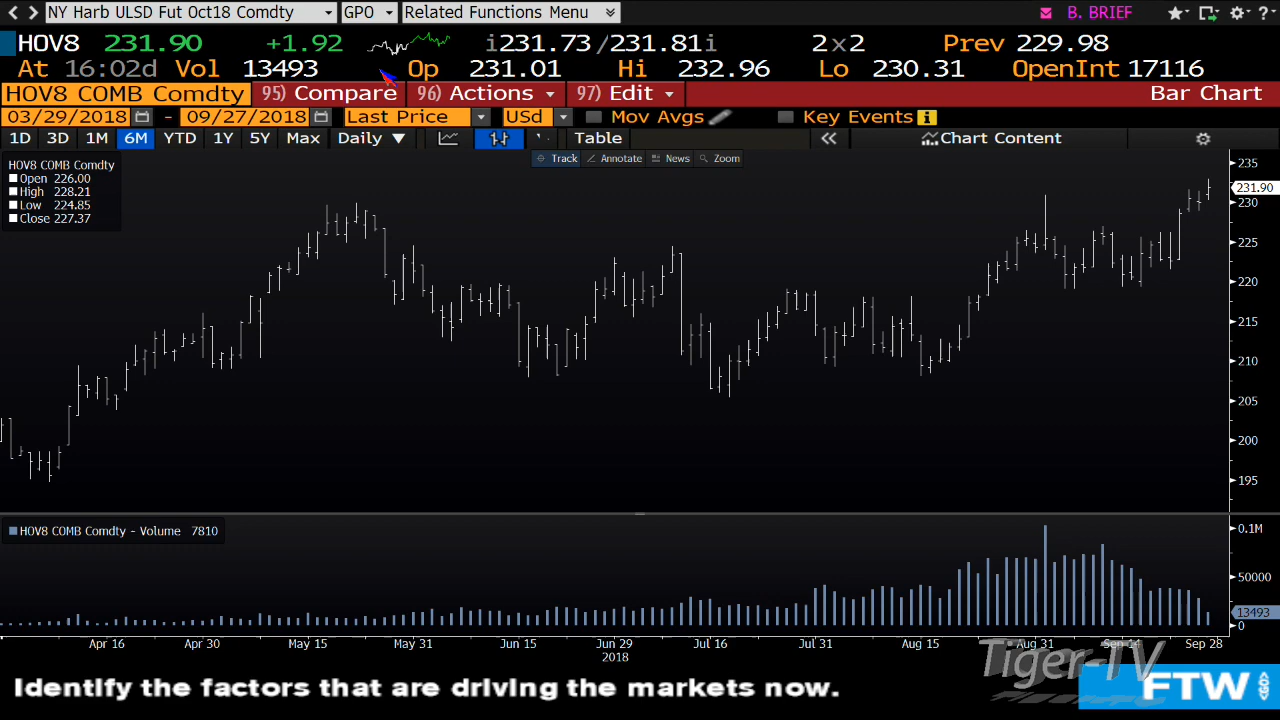 NY Harb ULSD Fut Oct18 Comdty GPO Related Functions Menu B. BRIEF
HOV8 231.90 +1.92 i231.73 /231.81i 2x2 Prev 229.98
At 16:02d Vol 13493 Op 231.01 Hi 232.96 Lo 230.31 OpenInt 17116
HOV8 COMB Comdty 95) Compare 96) Actions 97) Edit Bar Chart
03/29/2018 - 09/27/2018 Last Price USd Mov Avgs Key Events
1D 3D 1M 6M YTD 1Y 5Y Max Daily Table Chart Content
Track Annotate News Zoom
HOV8 COMB Comdty
Open 226.00
High 228.21
Low 224.85
Close 227.37
235
231.90
230
225
220
215
210
205
200
195
HOV8 COMB Comdty - Volume 7810
0.1M
50000
13493
0
Apr 16 Apr 30 May 15 May 31 Jun 15 Jun 29 Jul 16 Jul 31 Aug 15 Aug 31 Sep 14 Sep 28
2018
Tiger-TV
Identify the factors that are driving the markets now.
FTW